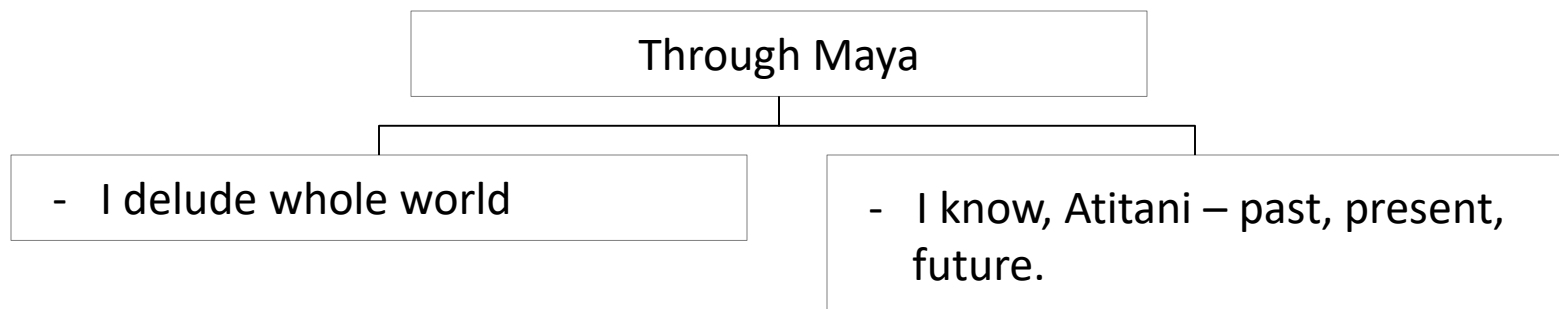 Through Maya
- I delude whole world
- I know, Atitani – past, present,
future.